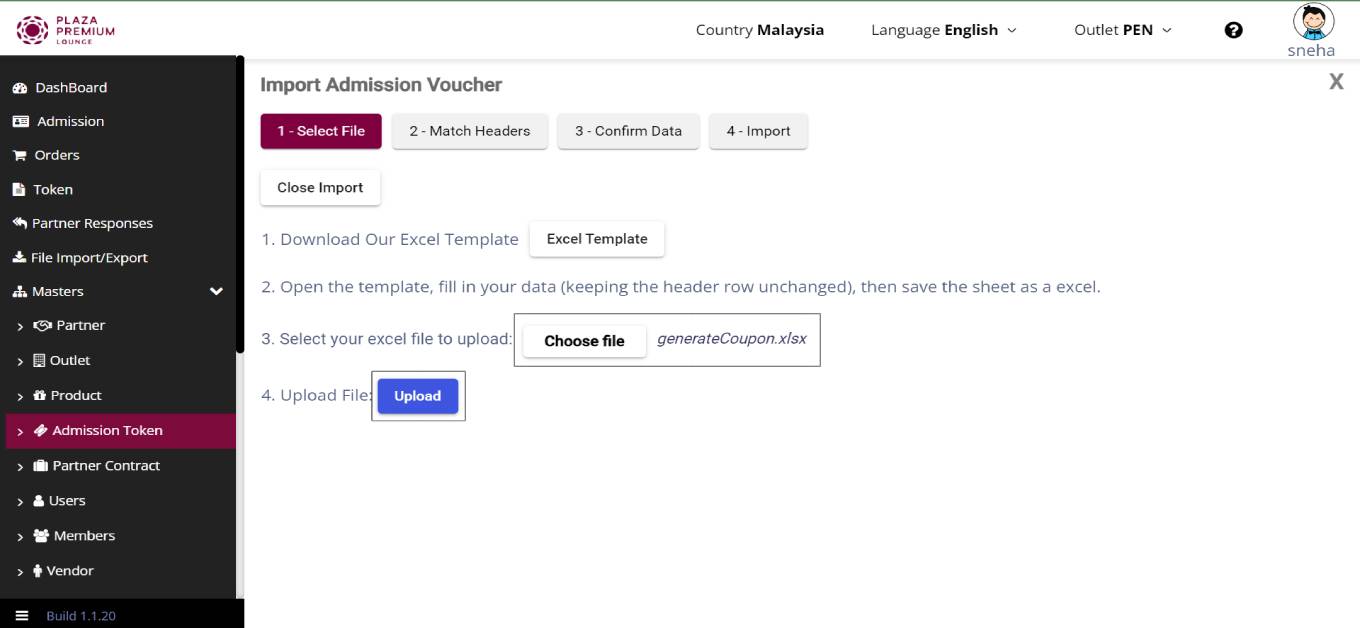 PLAZA
PREMIUM
LOUNGE
Country Malaysia
Language English
Outlet PEN
?
sneha
DashBoard
Admission
Orders
Token
Partner Responses
File Import/Export
Masters
Partner
Outlet
Product
Admission Token
Partner Contract
Users
Members
Vendor
Build 1.1.20
Import Admission Voucher
X
1 - Select File
2 - Match Headers
3 - Confirm Data
4 - Import
Close Import
1. Download Our Excel Template Excel Template
2. Open the template, fill in your data (keeping the header row unchanged), then save the sheet as a excel.
3. Select your excel file to upload: Choose file generateCoupon.xlsx
4. Upload File: Upload